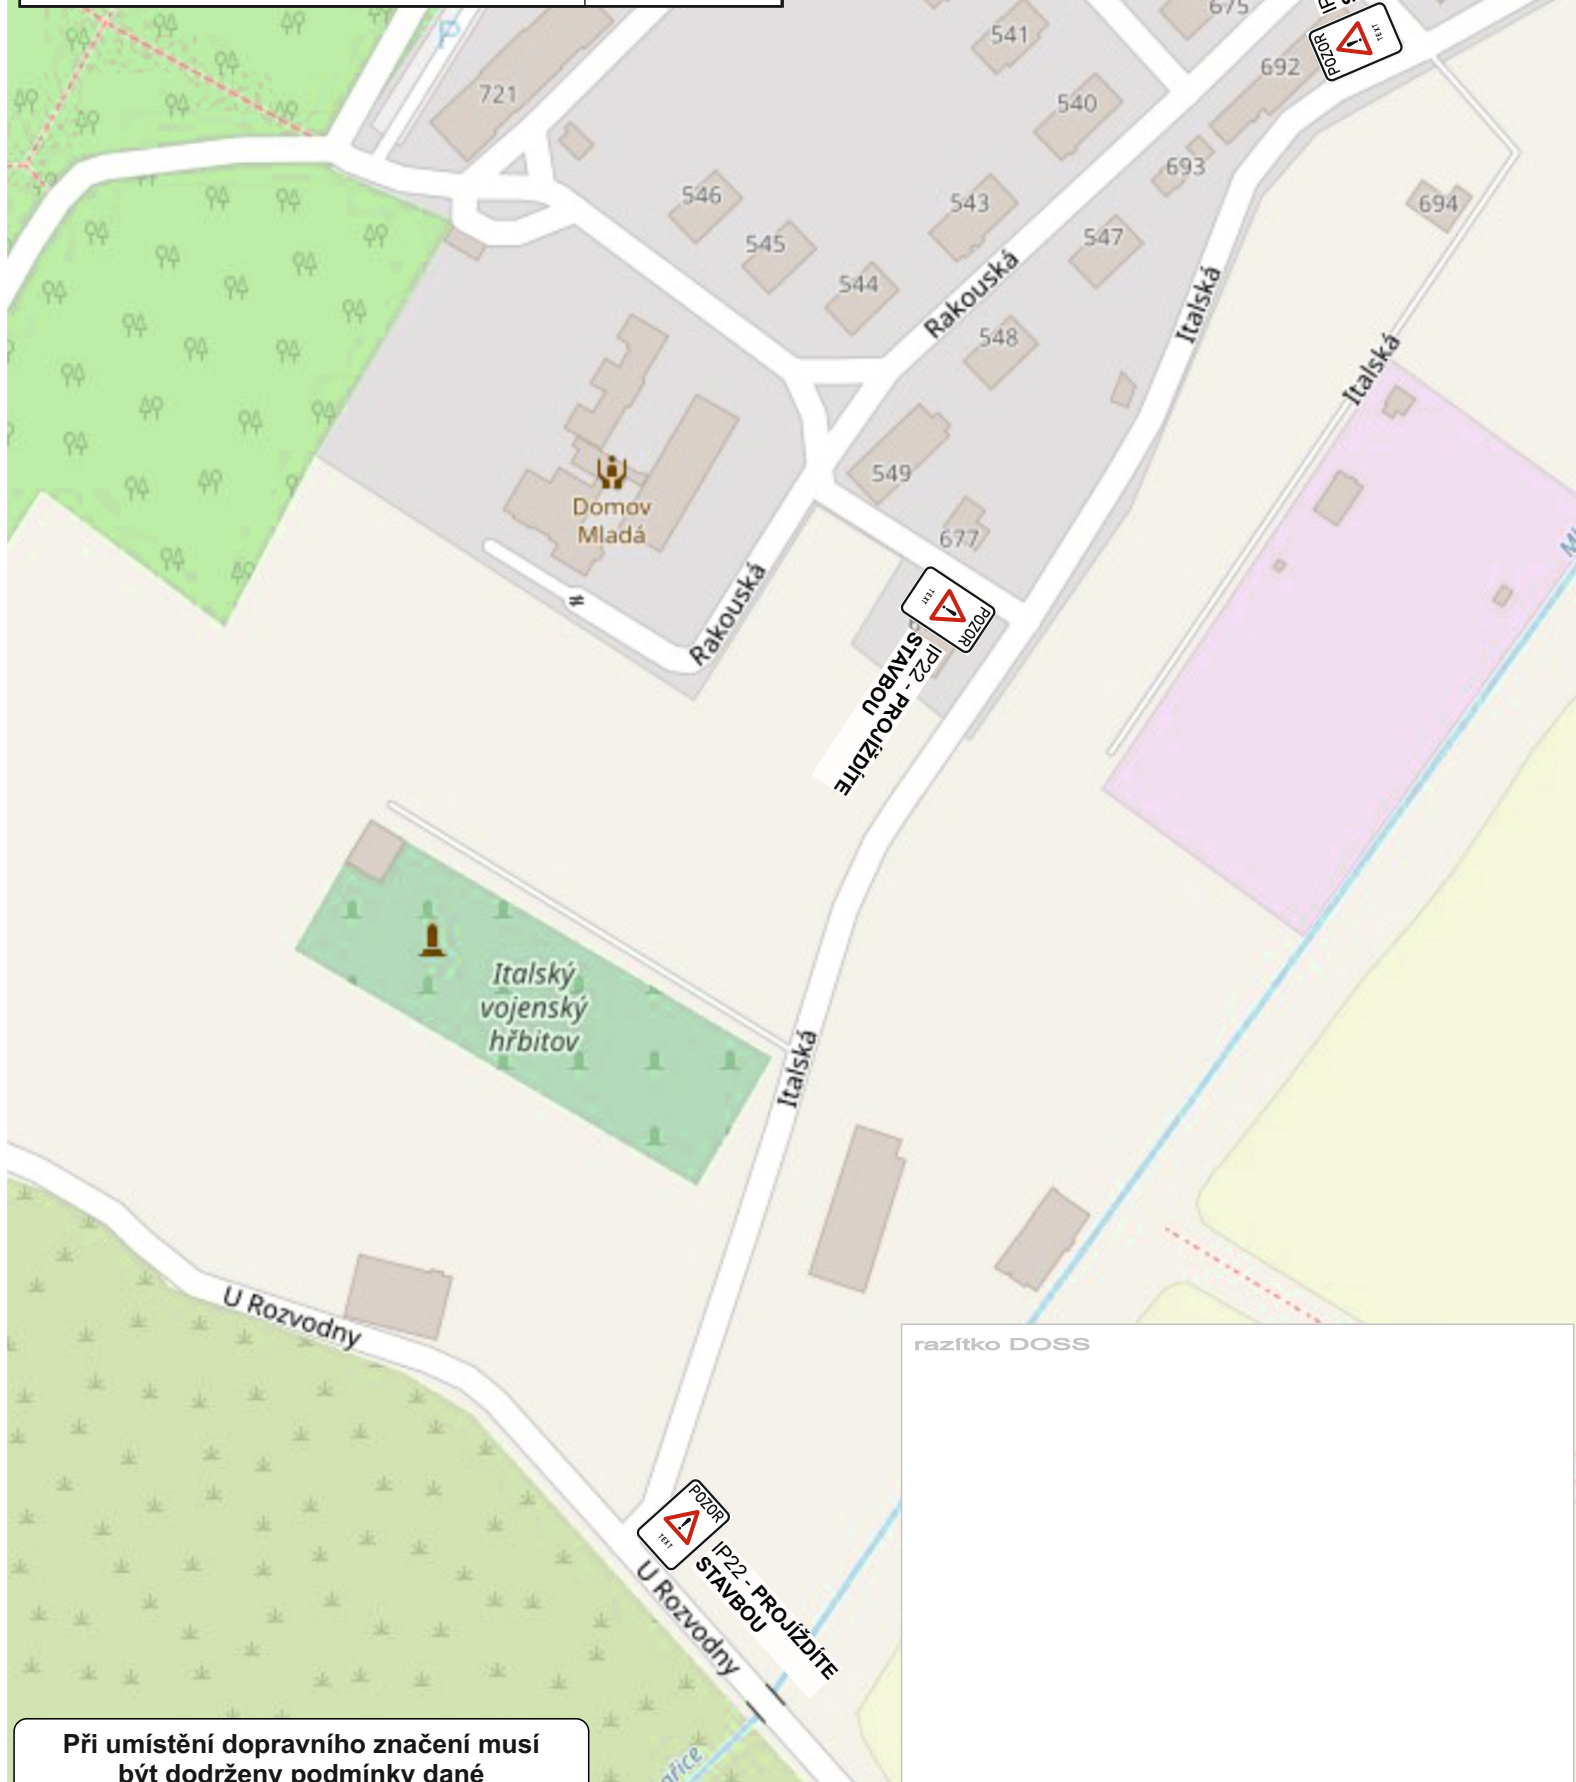 675
541
692
POZOR
TEXT
721
540
693
546
543
694
545
547
544
Rakouská
Italská
548
Italská
549
Domov
Mladá
677
Rakouská
TEXT
POZOR
IP22 - PROJÍŽDÍTE
STAVBOU
Italský
vojenský
hřbitov
Italská
U Rozvodny
razítko DOSS
POZOR
TEXT
IP22 - PROJÍŽDÍTE
STAVBOU
U Rozvodny
Při umístění dopravního značení musí
být dodrženy podmínky dané